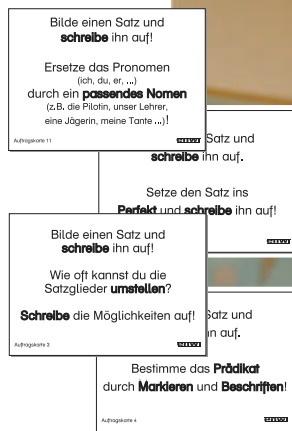 Bilde einen Satz und
schreibe ihn auf!
Ersetze das Pronomen
(ich, du, er, ...)
durch ein passendes Nomen
(z.B. die Pilotin, unser Lehrer,
eine Jägerin, meine Tante ...)!
Auftragskarte 11
Satz und
schreibe ihn auf.
Setze den Satz ins
Perfekt und schreibe ihn auf!
Bilde einen Satz und
schreibe ihn auf!
Wie oft kannst du die
Satzglieder umstellen?
Schreibe die Möglichkeiten auf!
Auftragskarte 3
Satz und
auf.
Bestimme das Prädikat
durch Markieren und Beschriften!
Auftragskarte 4